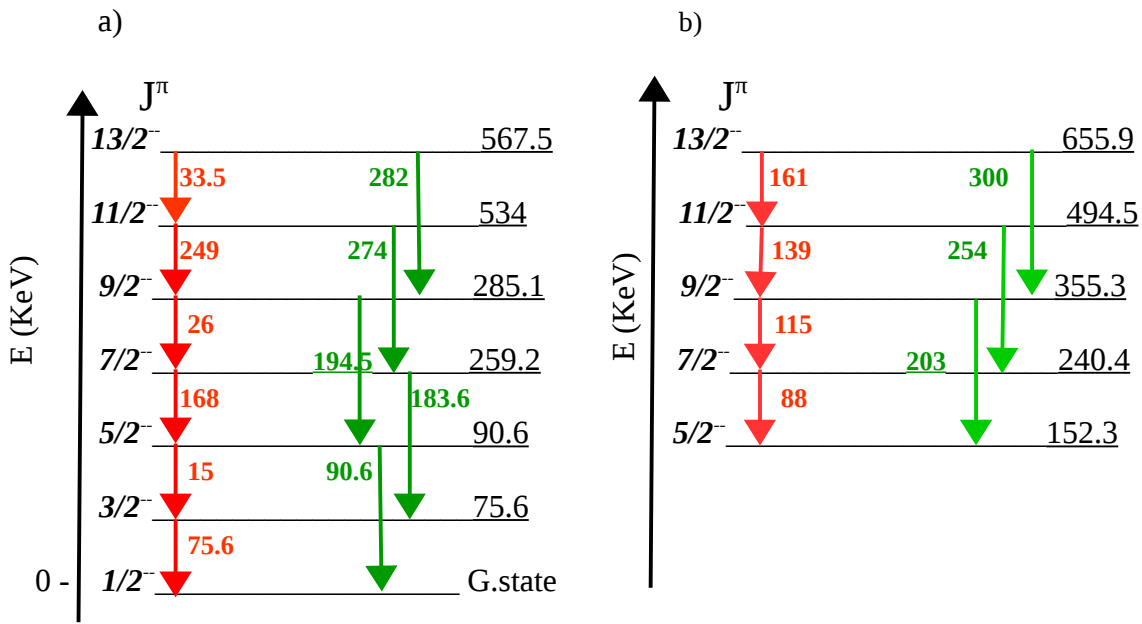 a)
J^π
13/2-- 567.5
33.5 282
11/2-- 534
249 274
9/2-- 285.1
26
7/2-- 194.5 259.2
168 183.6
5/2-- 90.6
15 90.6
3/2-- 75.6
75.6
0 - 1/2-- G.state
E (KeV)
b)
J^π
13/2-- 655.9
161 300
11/2-- 494.5
139 254
9/2-- 355.3
115
7/2-- 203 240.4
88
5/2-- 152.3
E (KeV)